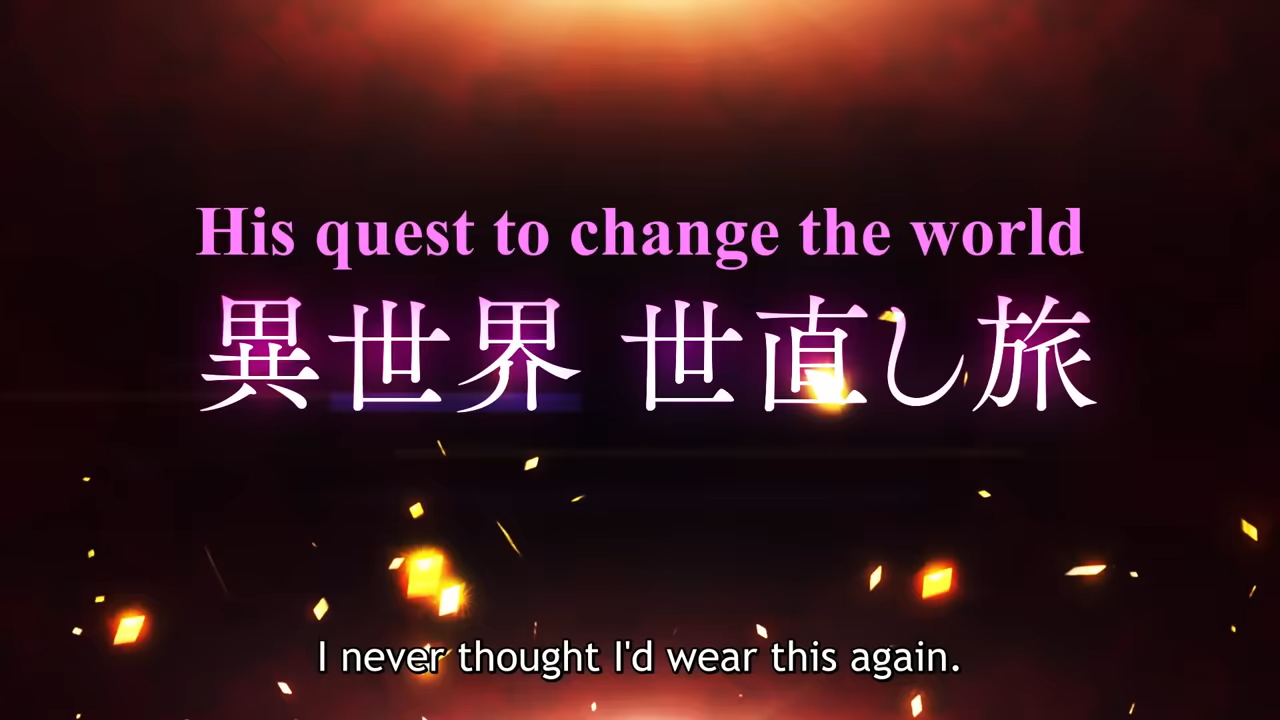 His quest to change the world
異世界 世直し旅
I never thought I'd wear this again.